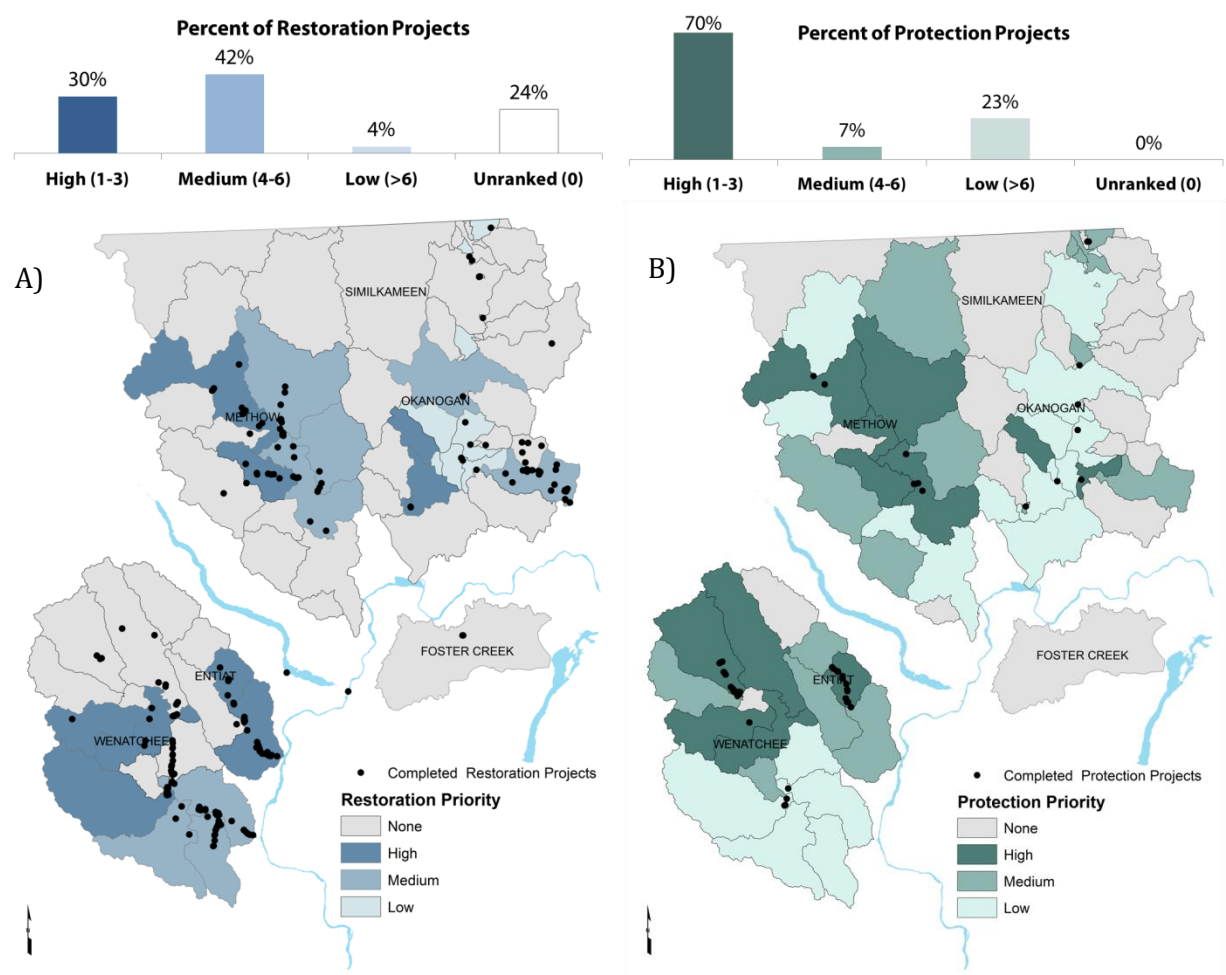 Percent of Restoration Projects
30%
42%
4%
24%
High (1-3)
Medium (4-6)
Low (>6)
Unranked (0)
Percent of Protection Projects
70%
7%
23%
0%
High (1-3)
Medium (4-6)
Low (>6)
Unranked (0)
A)
SIMILKAMEEN
METHOW
OKANOGAN
FOSTER CREEK
ENTIAT
WENATCHEE
Completed Restoration Projects
Restoration Priority
None
High
Medium
Low
B)
SIMILKAMEEN
OKANOGAN
METHOW
FOSTER CREEK
ENTIAT
WENATCHEE
Completed Protection Projects
Protection Priority
None
High
Medium
Low